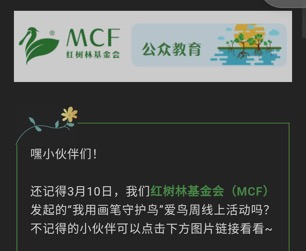 MCF
红树林基金会
公众教育
嘿小伙伴们！
还记得3月10日，我们红树林基金会（MCF）
发起的“我用画笔守护鸟”爱鸟周线上活动吗？
不记得的小伙伴可以点击下方图片链接看看~